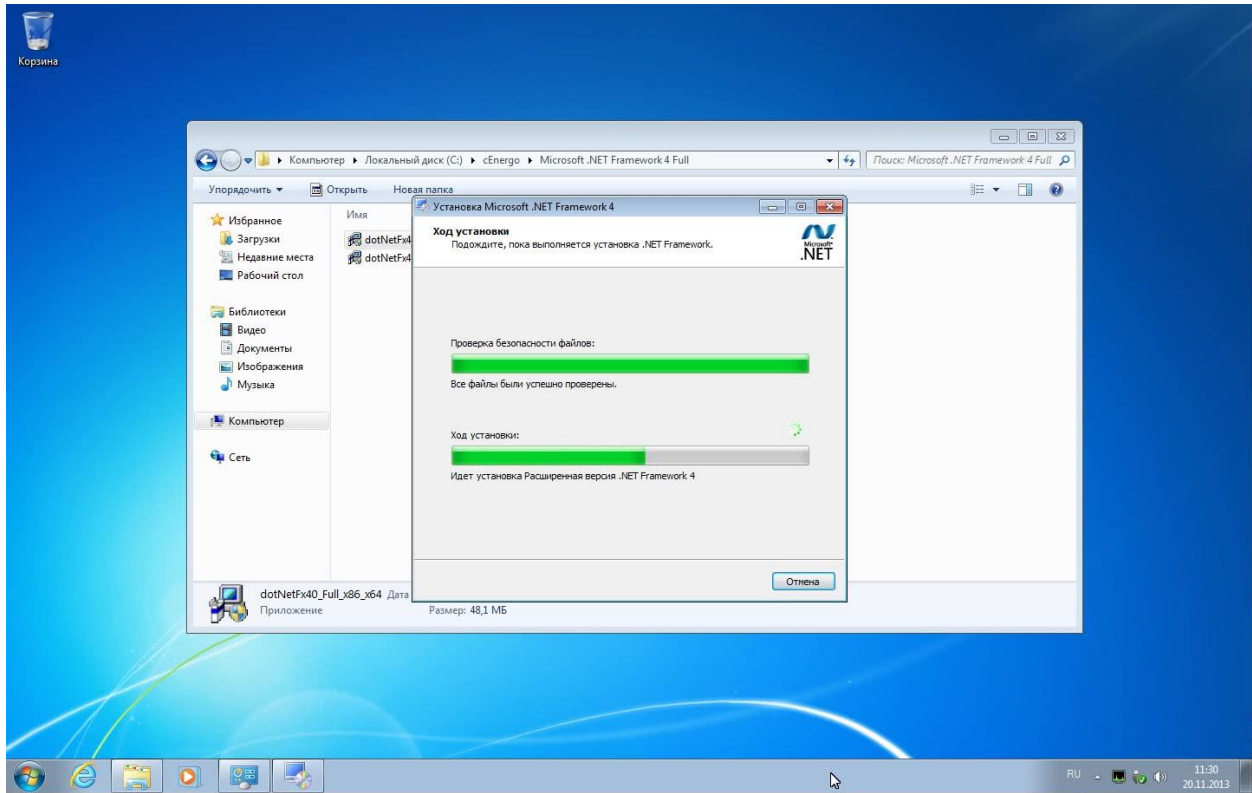 Корзина
Компьютер ▸ Локальный диск (C:) ▸ cEnergo ▸ Microsoft .NET Framework 4 Full
Поиск: Microsoft .NET Framework 4 Full
Упорядочить
Открыть
Новая папка
Избранное
Загрузки
Недавние места
Рабочий стол
Библиотеки
Видео
Документы
Изображения
Музыка
Компьютер
Сеть
Имя
dotNetFx4
dotNetFx4
Установка Microsoft .NET Framework 4
Ход установки
Подождите, пока выполняется установка .NET Framework.
Microsoft
.NET
Проверка безопасности файлов:
Все файлы были успешно проверены.
Ход установки:
Идет установка Расширенная версия .NET Framework 4
Отмена
dotNetFx40_Full_x86_x64 Дата
Приложение Размер: 48,1 МБ
RU
11:30
20.11.2013